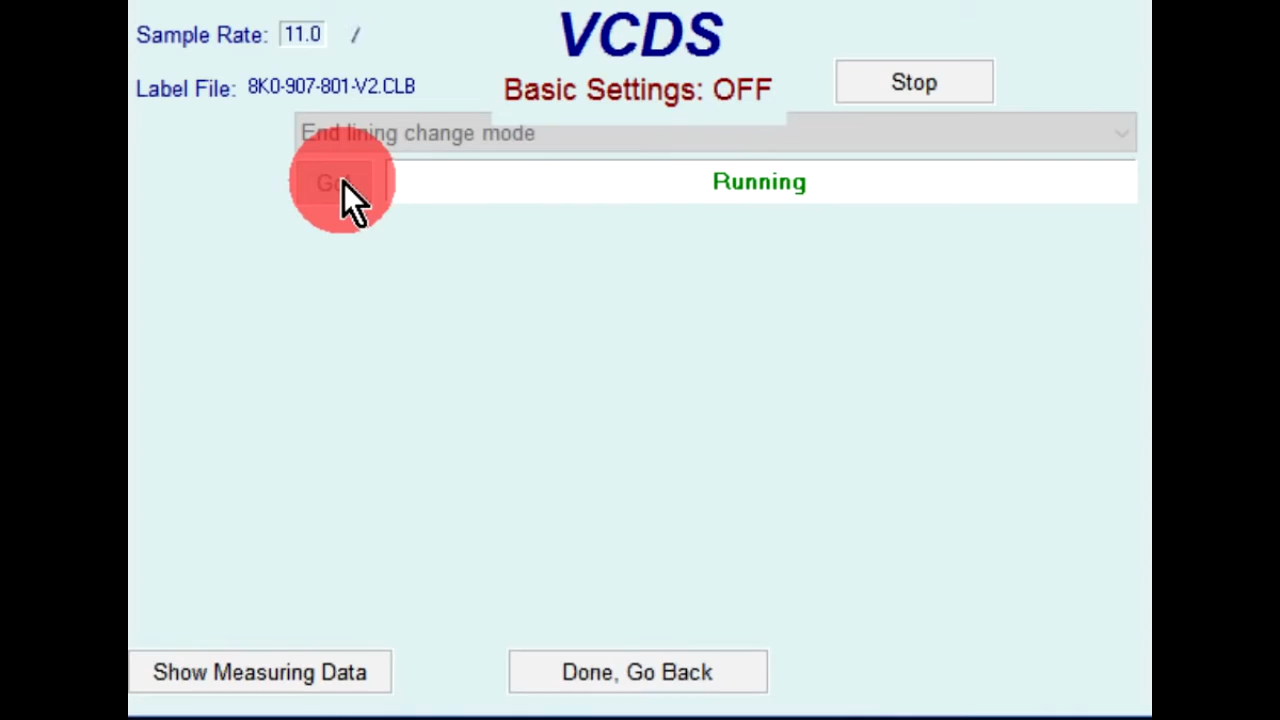 Sample Rate: 11.0 /
VCDS
Label File: 8K0-907-801-V2.CLB
Basic Settings: OFF
Stop
End lining change mode
Go!
Running
Show Measuring Data
Done, Go Back